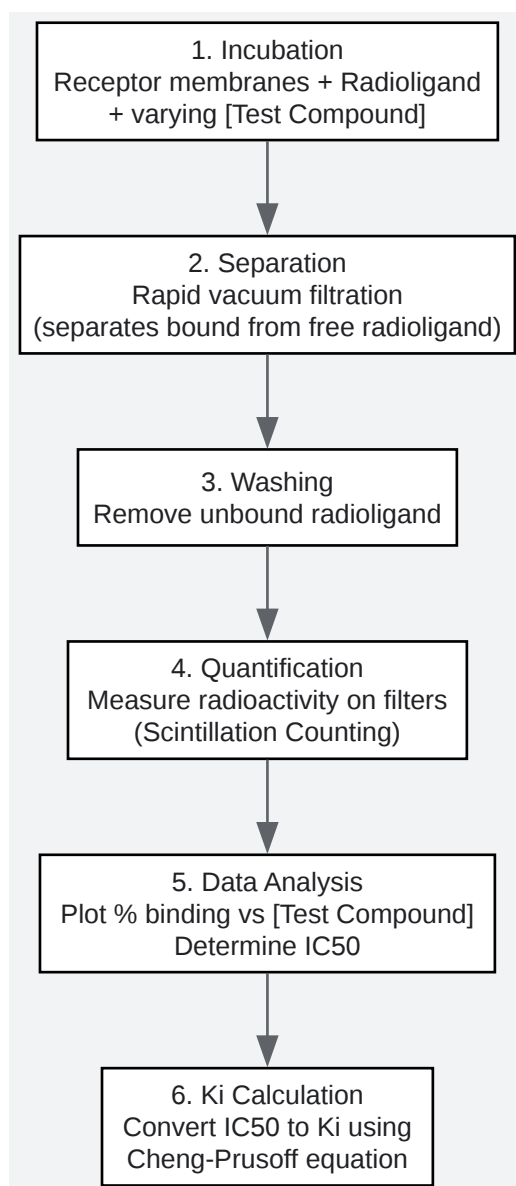 1. Incubation
Receptor membranes + Radioligand
+ varying [Test Compound]
2. Separation
Rapid vacuum filtration
(separates bound from free radioligand)
3. Washing
Remove unbound radioligand
4. Quantification
Measure radioactivity on filters
(Scintillation Counting)
5. Data Analysis
Plot % binding vs [Test Compound]
Determine IC50
6. Ki Calculation
Convert IC50 to Ki using
Cheng-Prusoff equation